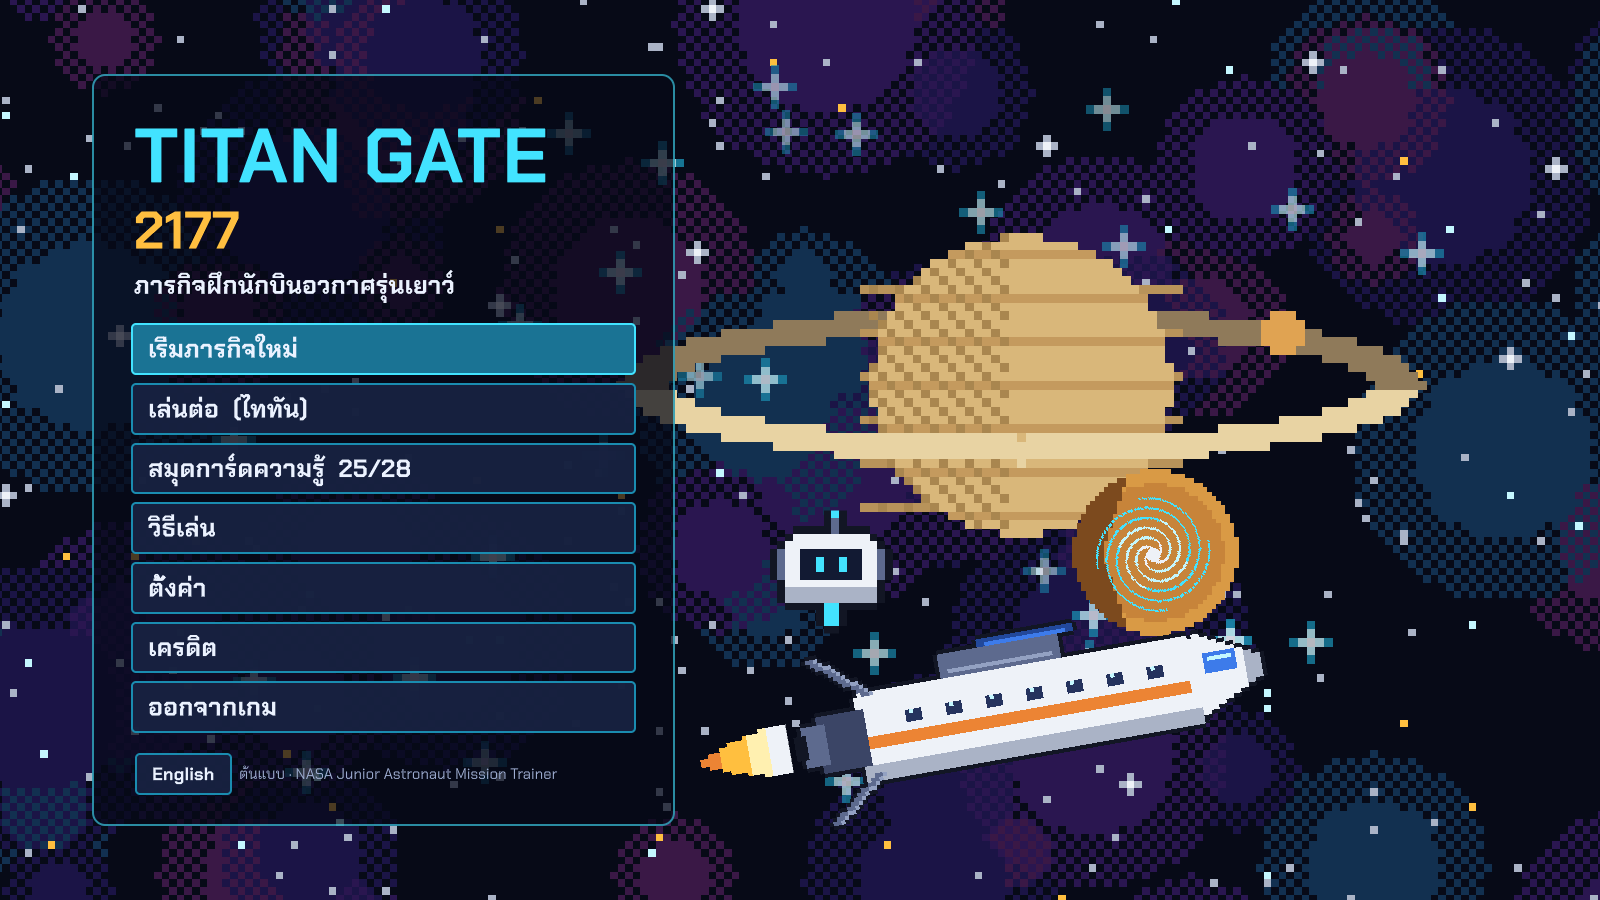 TITAN GATE
2177
ภารกิจฝึกนักบินอวกาศรุ่นเยาว์
เริ่มภารกิจใหม่
เล่นต่อ (ไททัน)
สมุดการ์ดความรู้ 25/28
วิธีเล่น
ตั้งค่า
เครดิต
ออกจากเกม
English
ต้นแบบ · NASA Junior Astronaut Mission Trainer